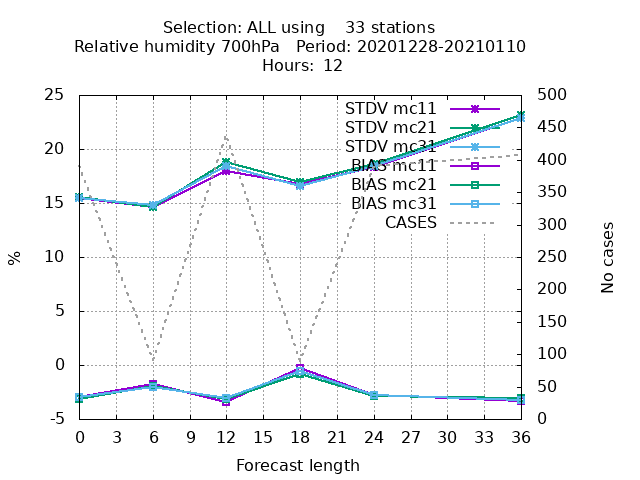 Selection: ALL using 33 stations
Relative humidity 700hPa Period: 20201228-20210110
Hours: 12
STDV mc11
STDV mc21
STDV mc31
BIAS mc11
BIAS mc21
BIAS mc31
CASES
25
20
15
10
5
0
-5
%
500
450
400
350
300
250
200
150
100
50
0
No cases
0 3 6 9 12 15 18 21 24 27 30 33 36
Forecast length